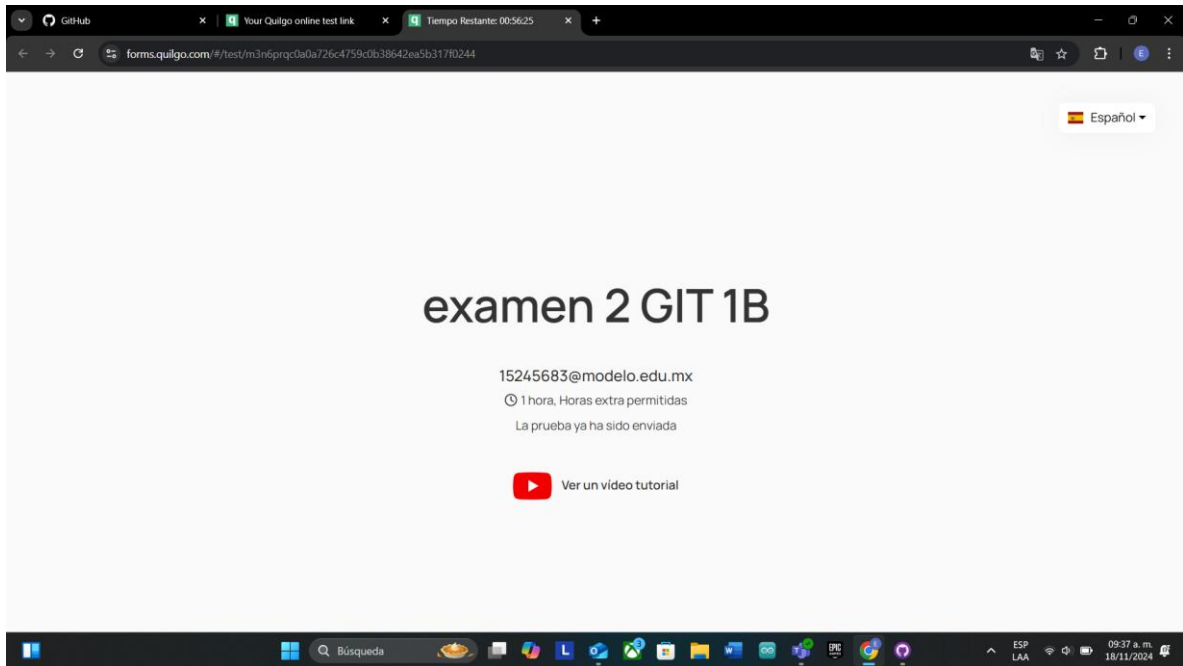 GitHub
Your Quilgo online test link
Tiempo Restante: 00:56:25
forms.quilgo.com/#/test/m3n6prqc0a0a726c4759c0b38642ea5b317f0244
E
Español
examen 2 GIT 1B
15245683@modelo.edu.mx
1 hora, Horas extra permitidas
La prueba ya ha sido enviada
Ver un vídeo tutorial
Búsqueda
L
EPIC
ESP
LAA
09:37 a. m.
18/11/2024